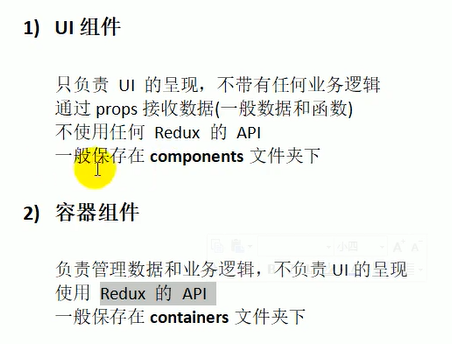 1) UI 组件
只负责 UI 的呈现，不带有任何业务逻辑
通过 props 接收数据(一般数据和函数)
不使用任何 Redux 的 API
一般保存在 components 文件夹下
2) 容器组件
负责管理数据和业务逻辑，不负责 UI 的呈现
使用 Redux 的 API
一般保存在 containers 文件夹下